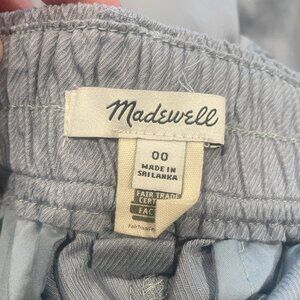 Madewell
00
MADE IN
SRI LANKA
FAIR TRADE
CERT
FAC